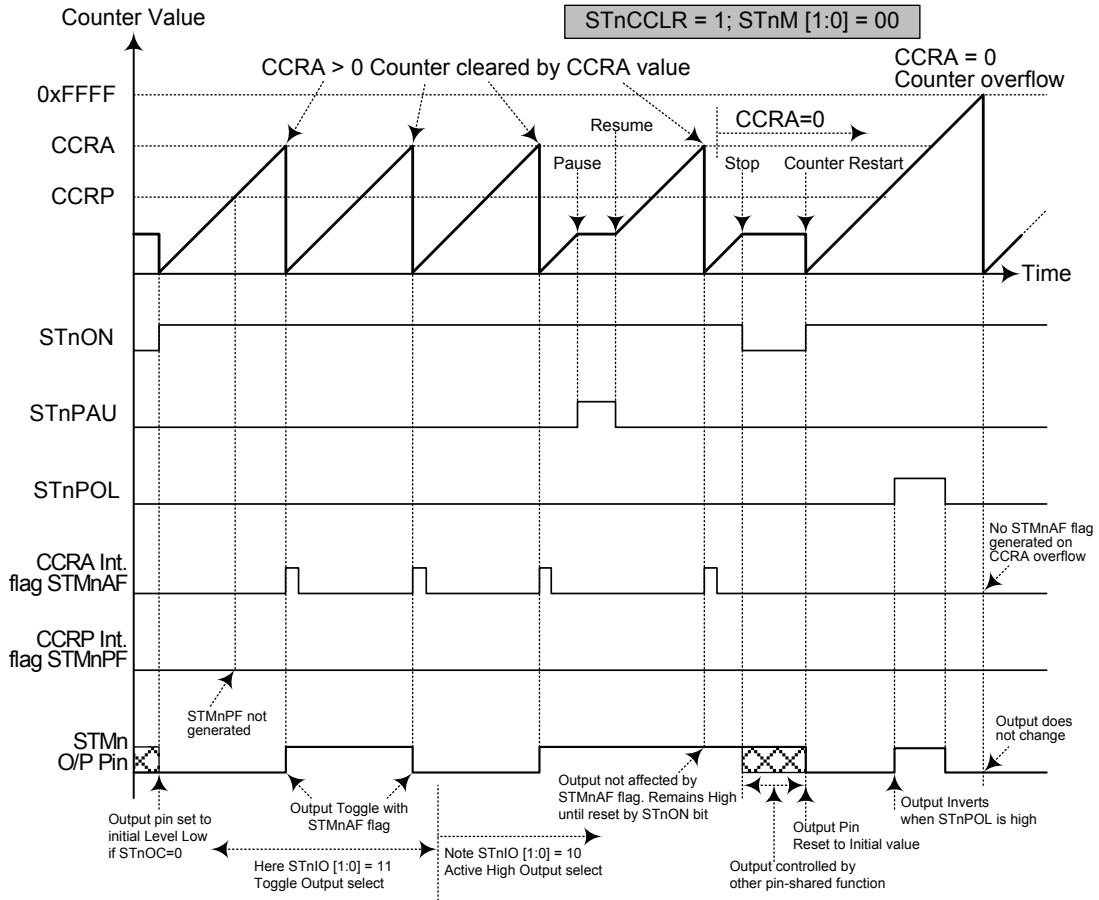 Counter Value
STnCCLR = 1; STnM [1:0] = 00
CCRA > 0 Counter cleared by CCRA value
CCRA = 0
Counter overflow
0xFFFF
CCRA
CCRP
Resume
CCRA=0
Pause
Stop
Counter Restart
Time
STnON
STnPAU
STnPOL
CCRA Int.
flag STMnAF
No STMnAF flag
generated on
CCRA overflow
CCRP Int.
flag STMnPF
STMnPF not
generated
STMn
O/P Pin
Output does
not change
Output pin set to
initial Level Low
if STnOC=0
Output Toggle with
STMnAF flag
Output not affected by
STMnAF flag. Remains High
until reset by STnON bit
Output Inverts
when STnPOL is high
Output Pin
Reset to Initial value
Here STnIO [1:0] = 11
Toggle Output select
Note STnIO [1:0] = 10
Active High Output select
Output controlled by
other pin-shared function